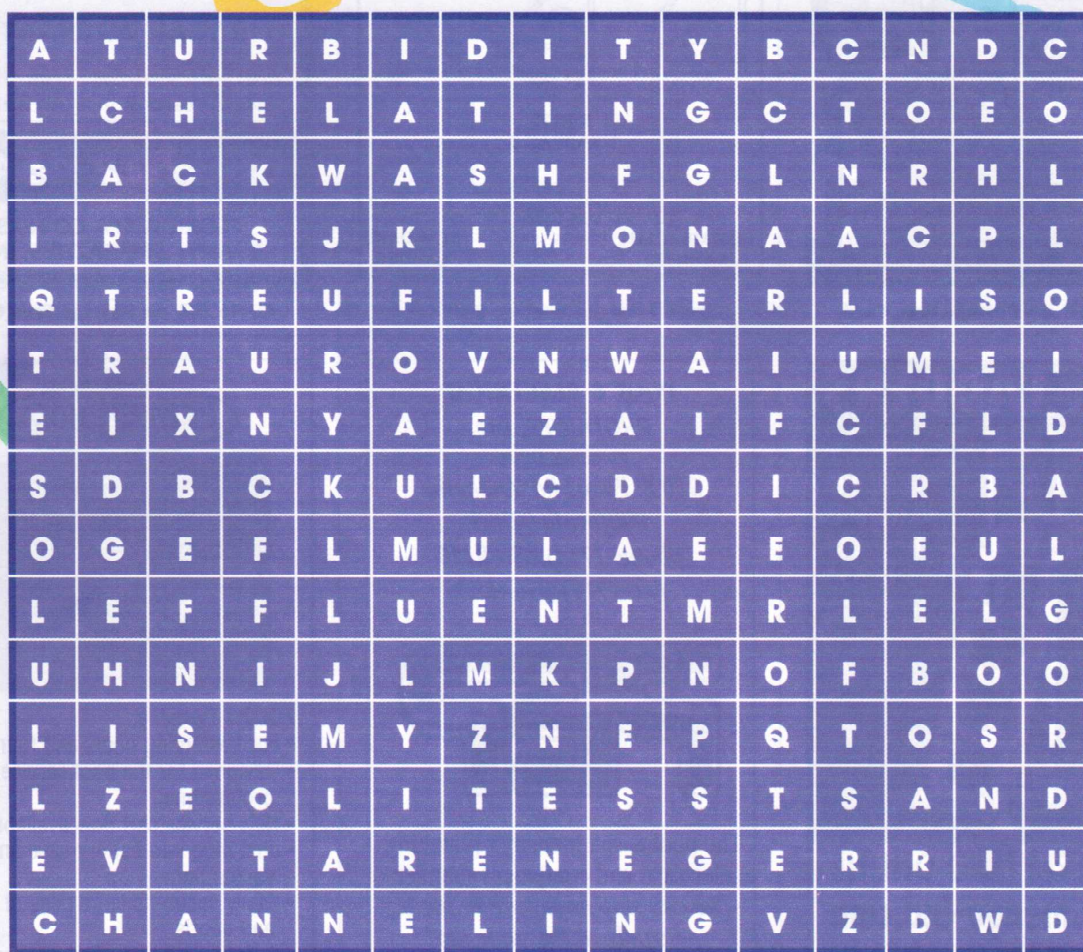 A T U R B I D I T Y B C N D C
L C H E L A T I N G C T O E O
B A C K W A S H F G L N R H L
I R T S J K L M O N A A C P L
Q T R E U F I L T E R L I S O
T R A U R O V N W A I U M E I
E I X N Y A E Z A I F C F L D
S D B C K U L C D D I C R B A
O G E F L M U L A E E O E U L
L E F F L U E N T M R L E L G
U H N I J L M K P N O F B O O
L I S E M Y Z N E P Q T O S R
L Z E O L I T E S S T S A N D
E V I T A R E N E G E R R I U
C H A N N E L I N G V Z D W D